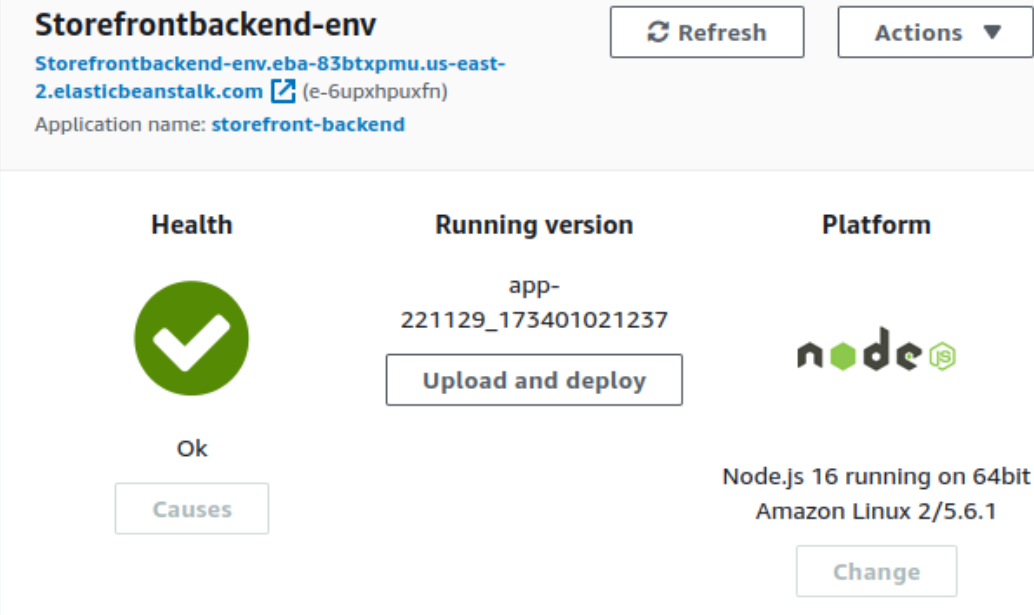 Storefrontbackend-env
Refresh
Actions
Storefrontbackend-env.eba-83btxpmu.us-east-
2.elasticbeanstalk.com (e-6upxhpuxfn)
Application name: storefront-backend
Health
Running version
Platform
app-
221129_173401021237
Upload and deploy
node
JS
Ok
Causes
Node.js 16 running on 64bit
Amazon Linux 2/5.6.1
Change